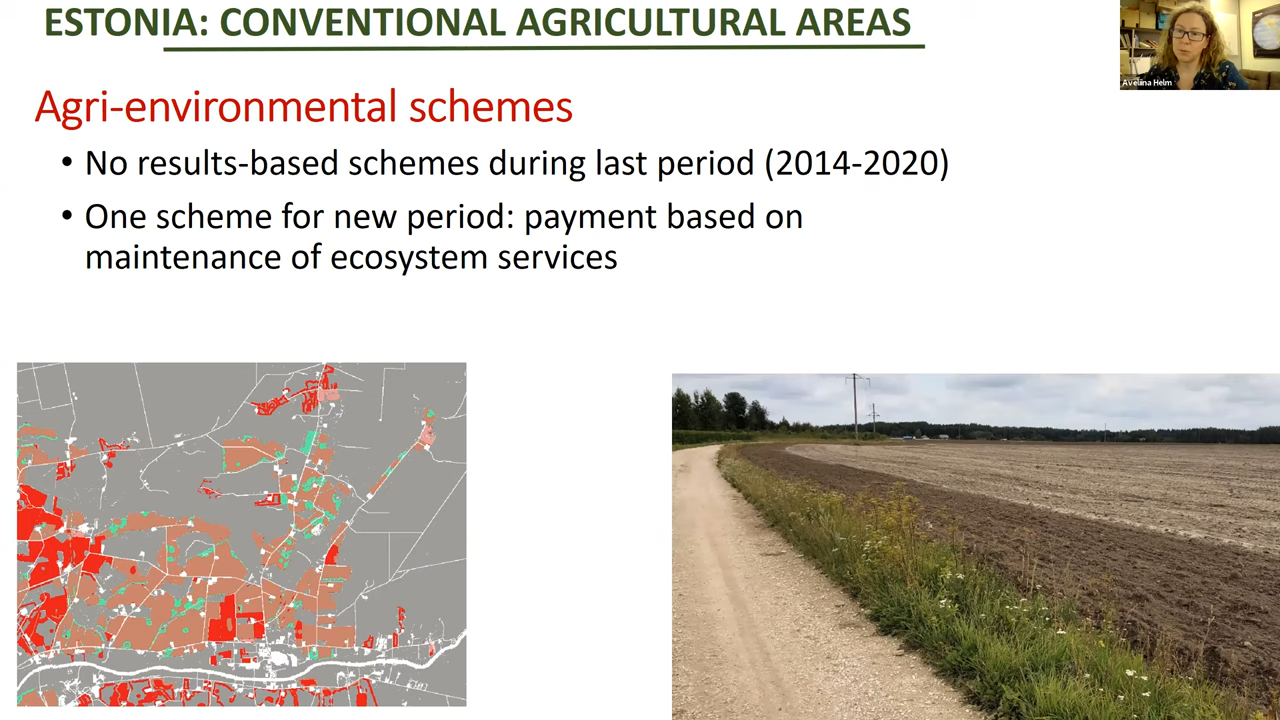 ESTONIA: CONVENTIONAL AGRICULTURAL AREAS
Avelina Helm
Agri-environmental schemes
• No results-based schemes during last period (2014-2020)
• One scheme for new period: payment based on
maintenance of ecosystem services